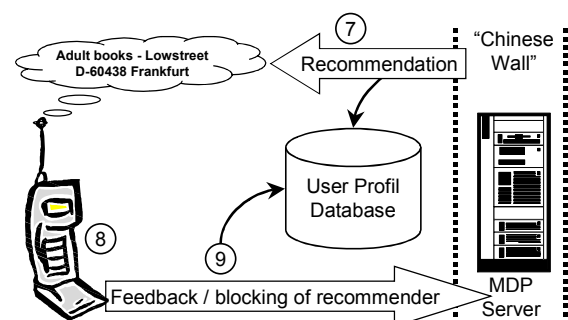 7
"Chinese
Wall"
Adult books - Lowstreet
D-60438 Frankfurt
Recommendation
User Profil
Database
8
9
Feedback / blocking of recommender
MDP
Server